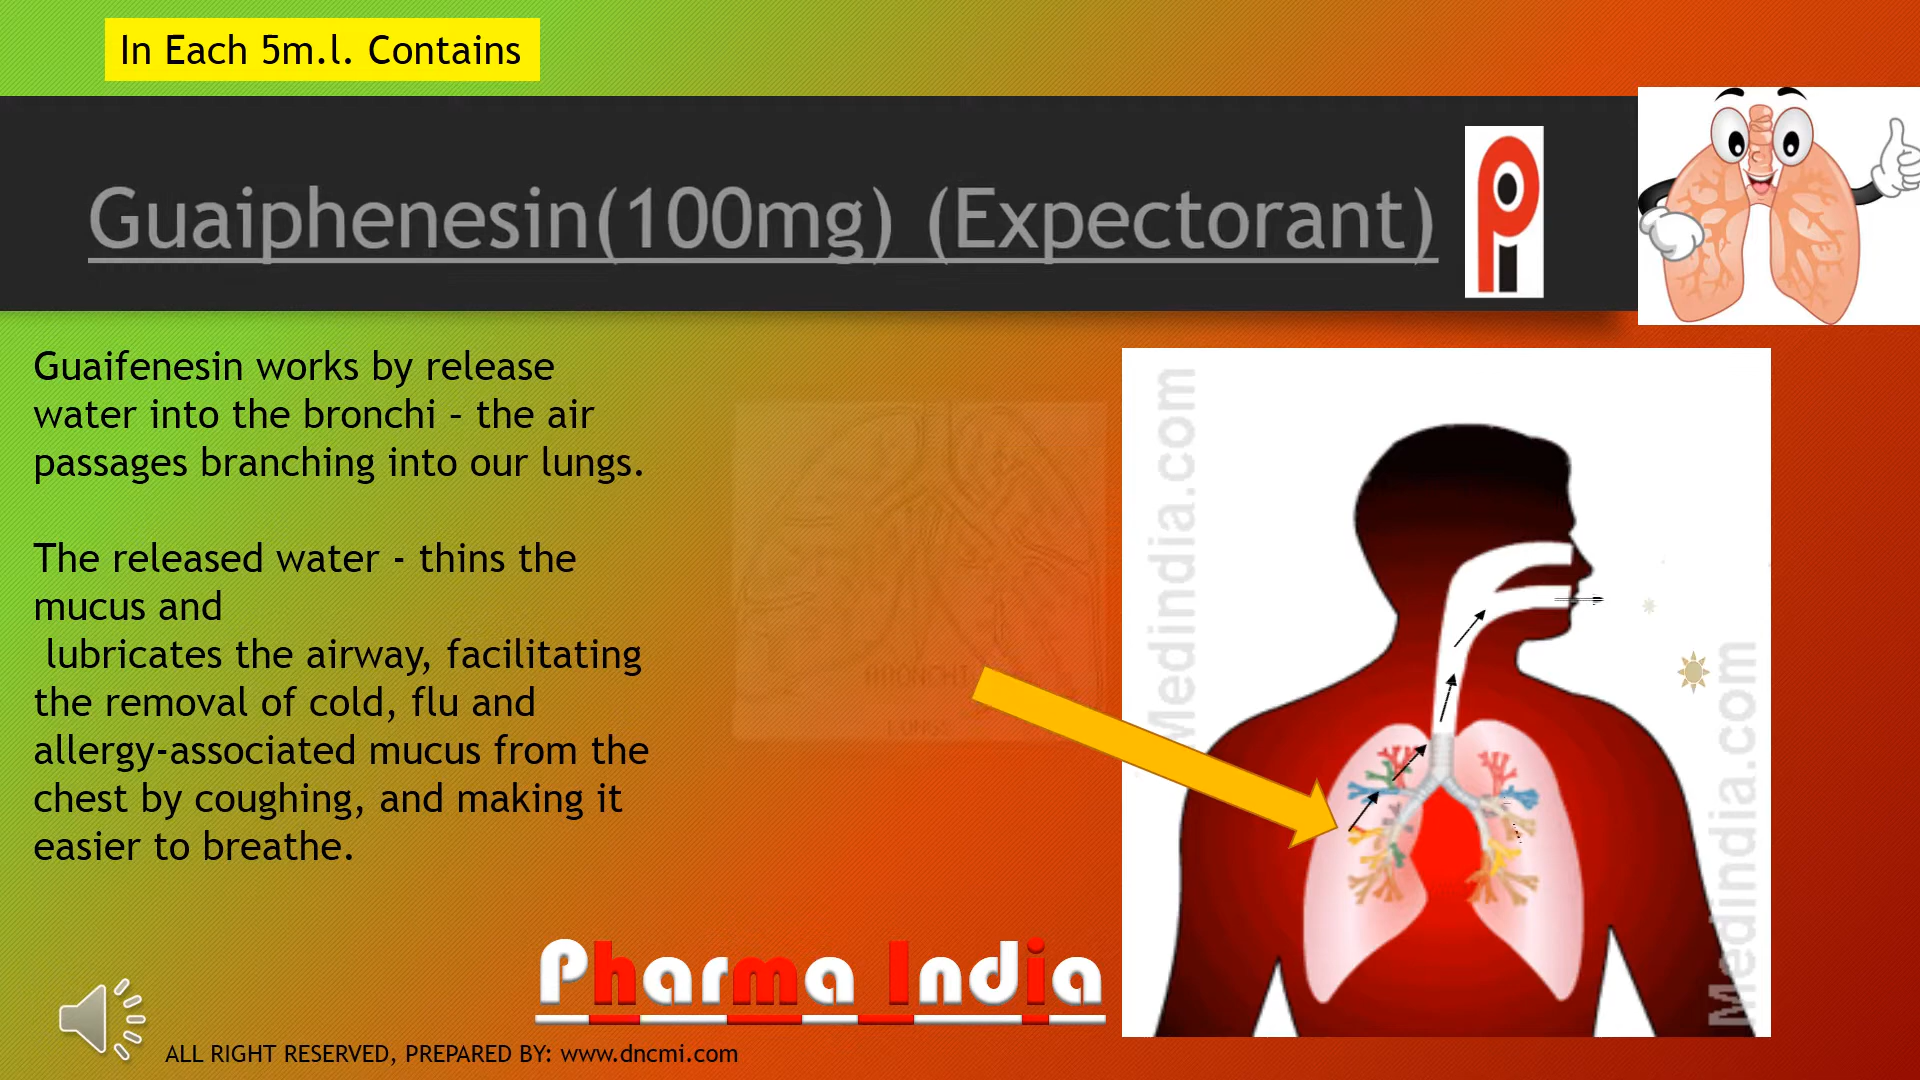 In Each 5m.l. Contains
Guaiphenesin(100mg) (Expectorant)
Guaifenesin works by release
water into the bronchi – the air
passages branching into our lungs.
The released water - thins the
mucus and
lubricates the airway, facilitating
the removal of cold, flu and
allergy-associated mucus from the
chest by coughing, and making it
easier to breathe.
BRONCHI
LUNGS
Medindia.com
Medindia.com
Pharma India
ALL RIGHT RESERVED, PREPARED BY: www.dncmi.com